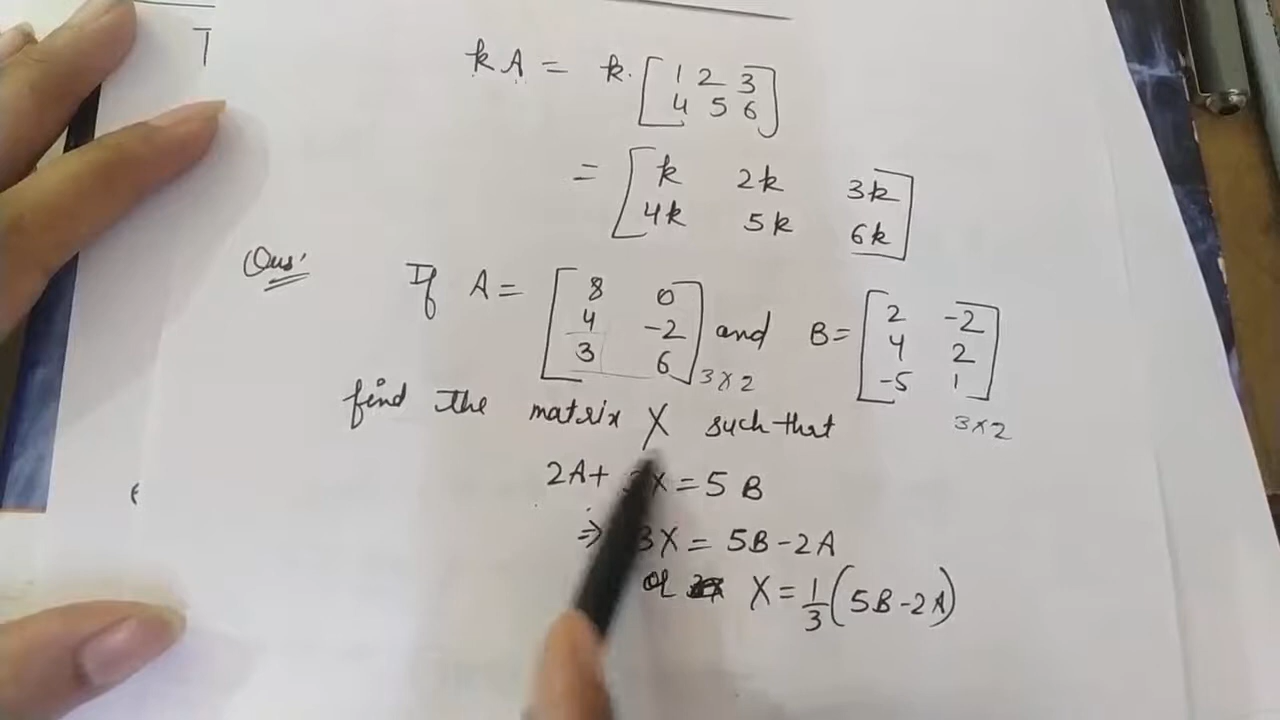 kA = k. [1 2 3
4 5 6]
= [k 2k 3k
4k 5k 6k]
Ques:
If A = [8 0
4 -2
3 6] 3×2 and B = [2 -2
4 2
-5 1] 3×2
find the matrix X such that
2A + X = 5B
⇒ 3X = 5B - 2A
or X = 1/3 (5B - 2A)